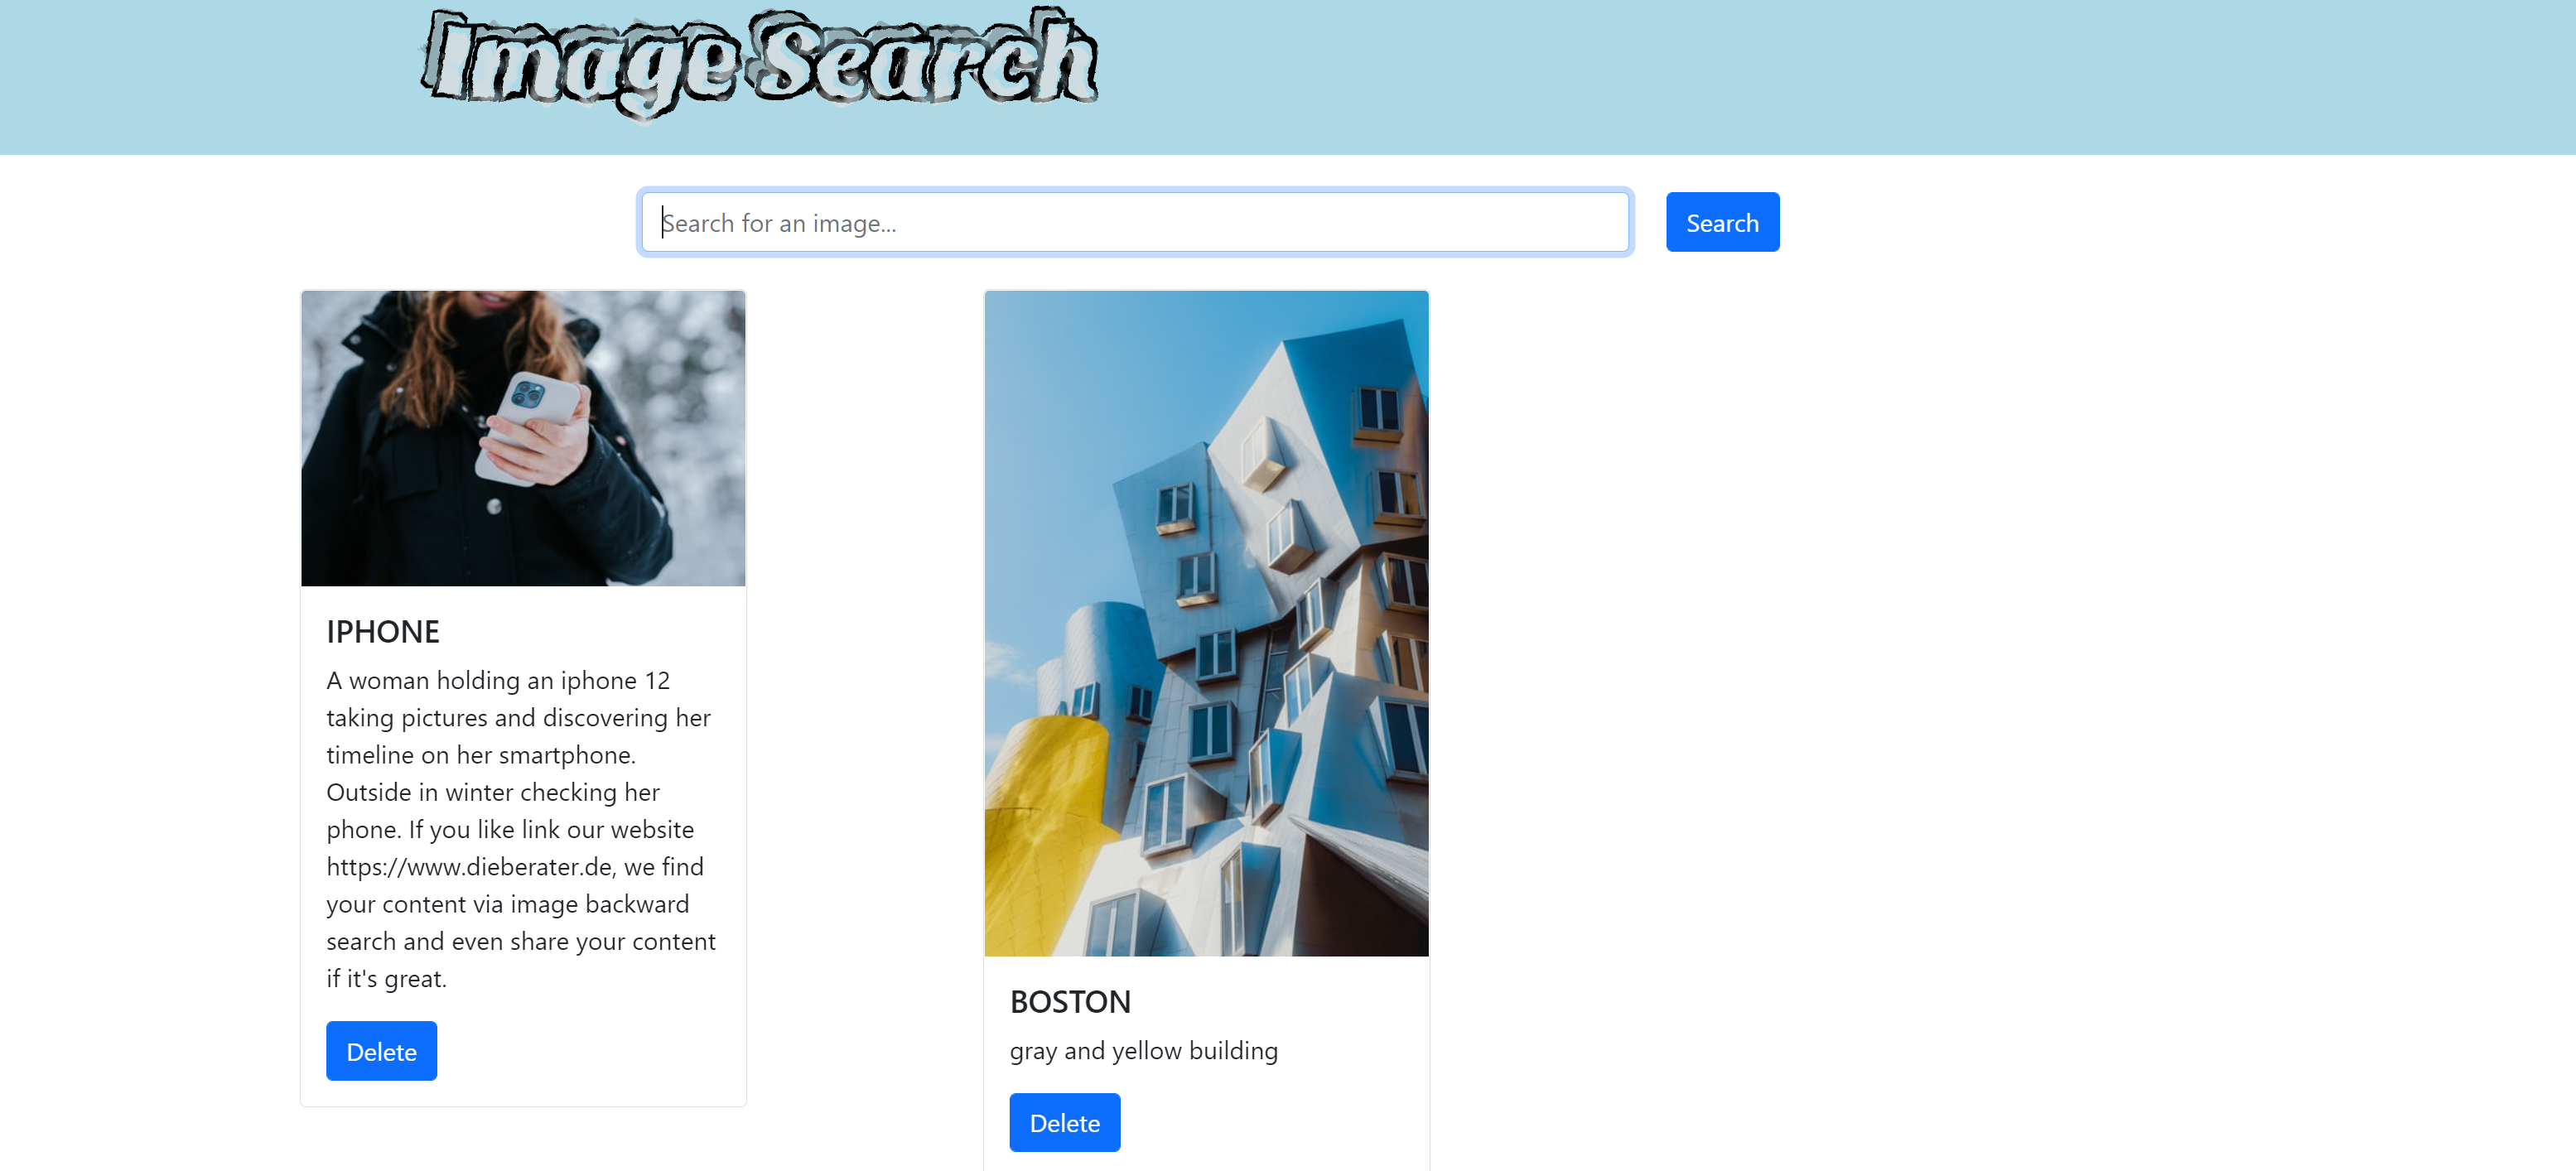 Image Search
Search for an image...
Search
IPHONE
A woman holding an iphone 12
taking pictures and discovering her
timeline on her smartphone.
Outside in winter checking her
phone. If you like link our website
https://www.dieberater.de, we find
your content via image backward
search and even share your content
if it's great.
Delete
BOSTON
gray and yellow building
Delete